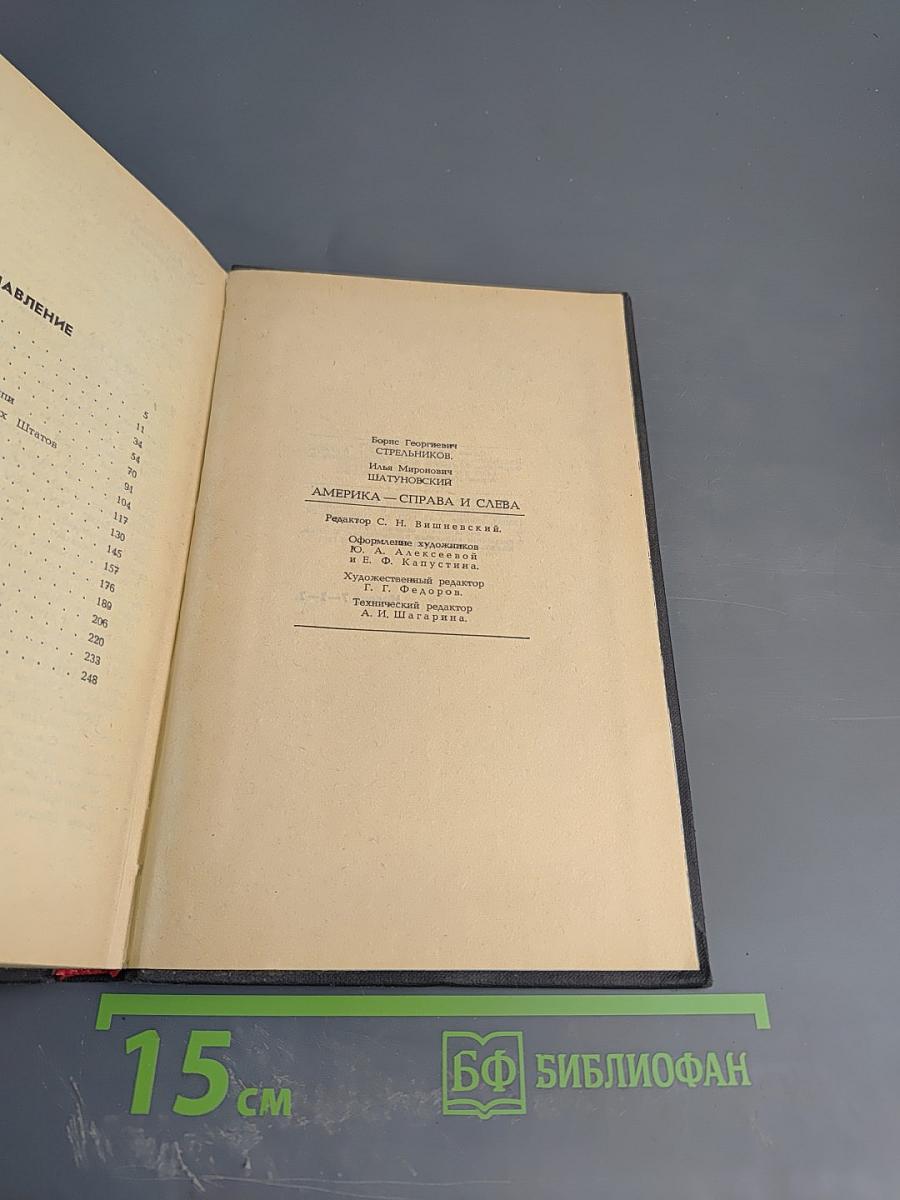 АВЛЕНИЕ
5
11
34
х Штатов
54
70
91
104
117
130
145
157
176
189
206
220
233
248
Борис Георгиевич
СТРЕЛЬНИКОВ.
Илья Миронович
ШАТУНОВСКИЙ
АМЕРИКА — СПРАВА И СЛЕВА
Редактор С. Н. Вишневский.
Оформление художников
Ю. А. Алексеевой
и Е. Ф. Капустина.
Художественный редактор
Г. Г. Федоров.
Технический редактор
А. И. Шагарина.
15 см
БФ БИБЛИОФАН